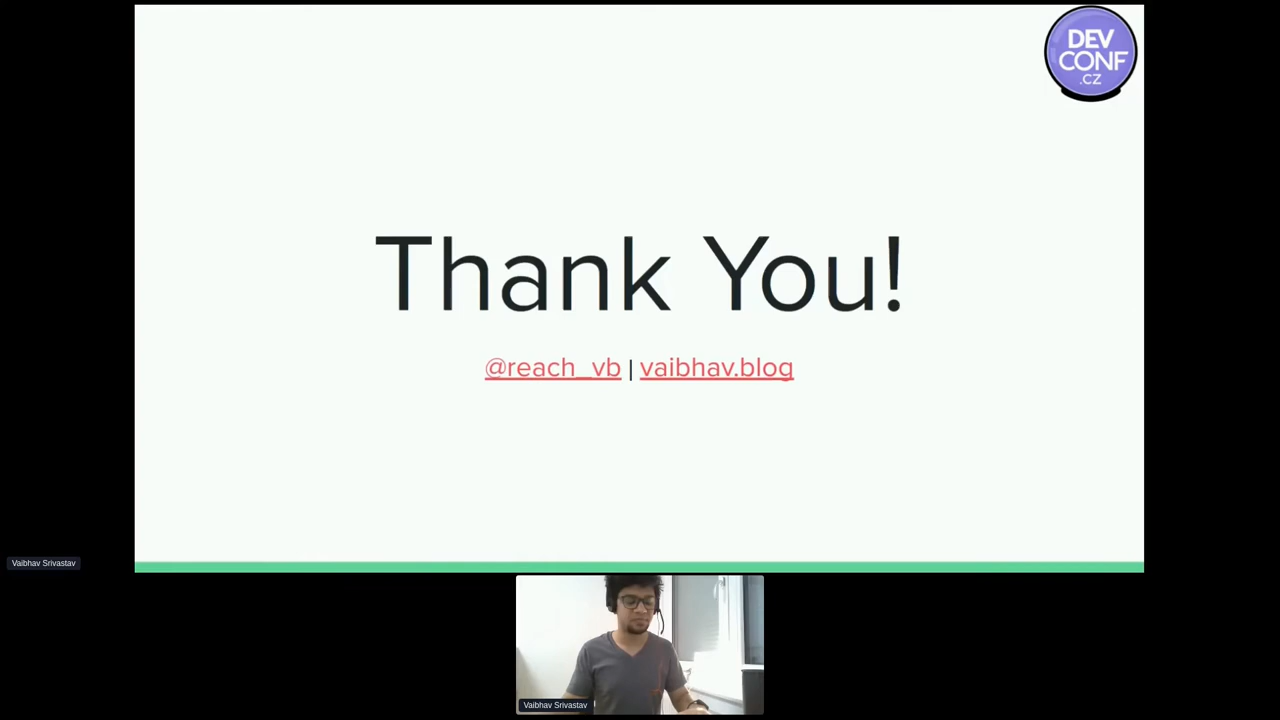 DEV
CONF
.CZ
Thank You!
@reach_vb | vaibhav.blog
Vaibhav Srivastav
Vaibhav Srivastav